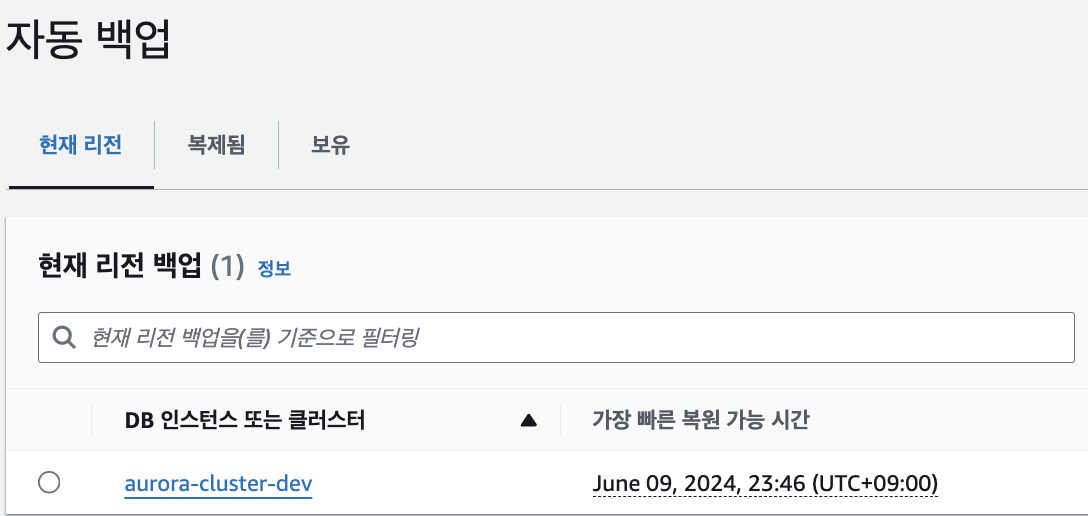 자동 백업
현재 리전
복제됨
보유
현재 리전 백업 (1) 정보
현재 리전 백업을(를) 기준으로 필터링
DB 인스턴스 또는 클러스터 ▲ 가장 빠른 복원 가능 시간
aurora-cluster-dev June 09, 2024, 23:46 (UTC+09:00)